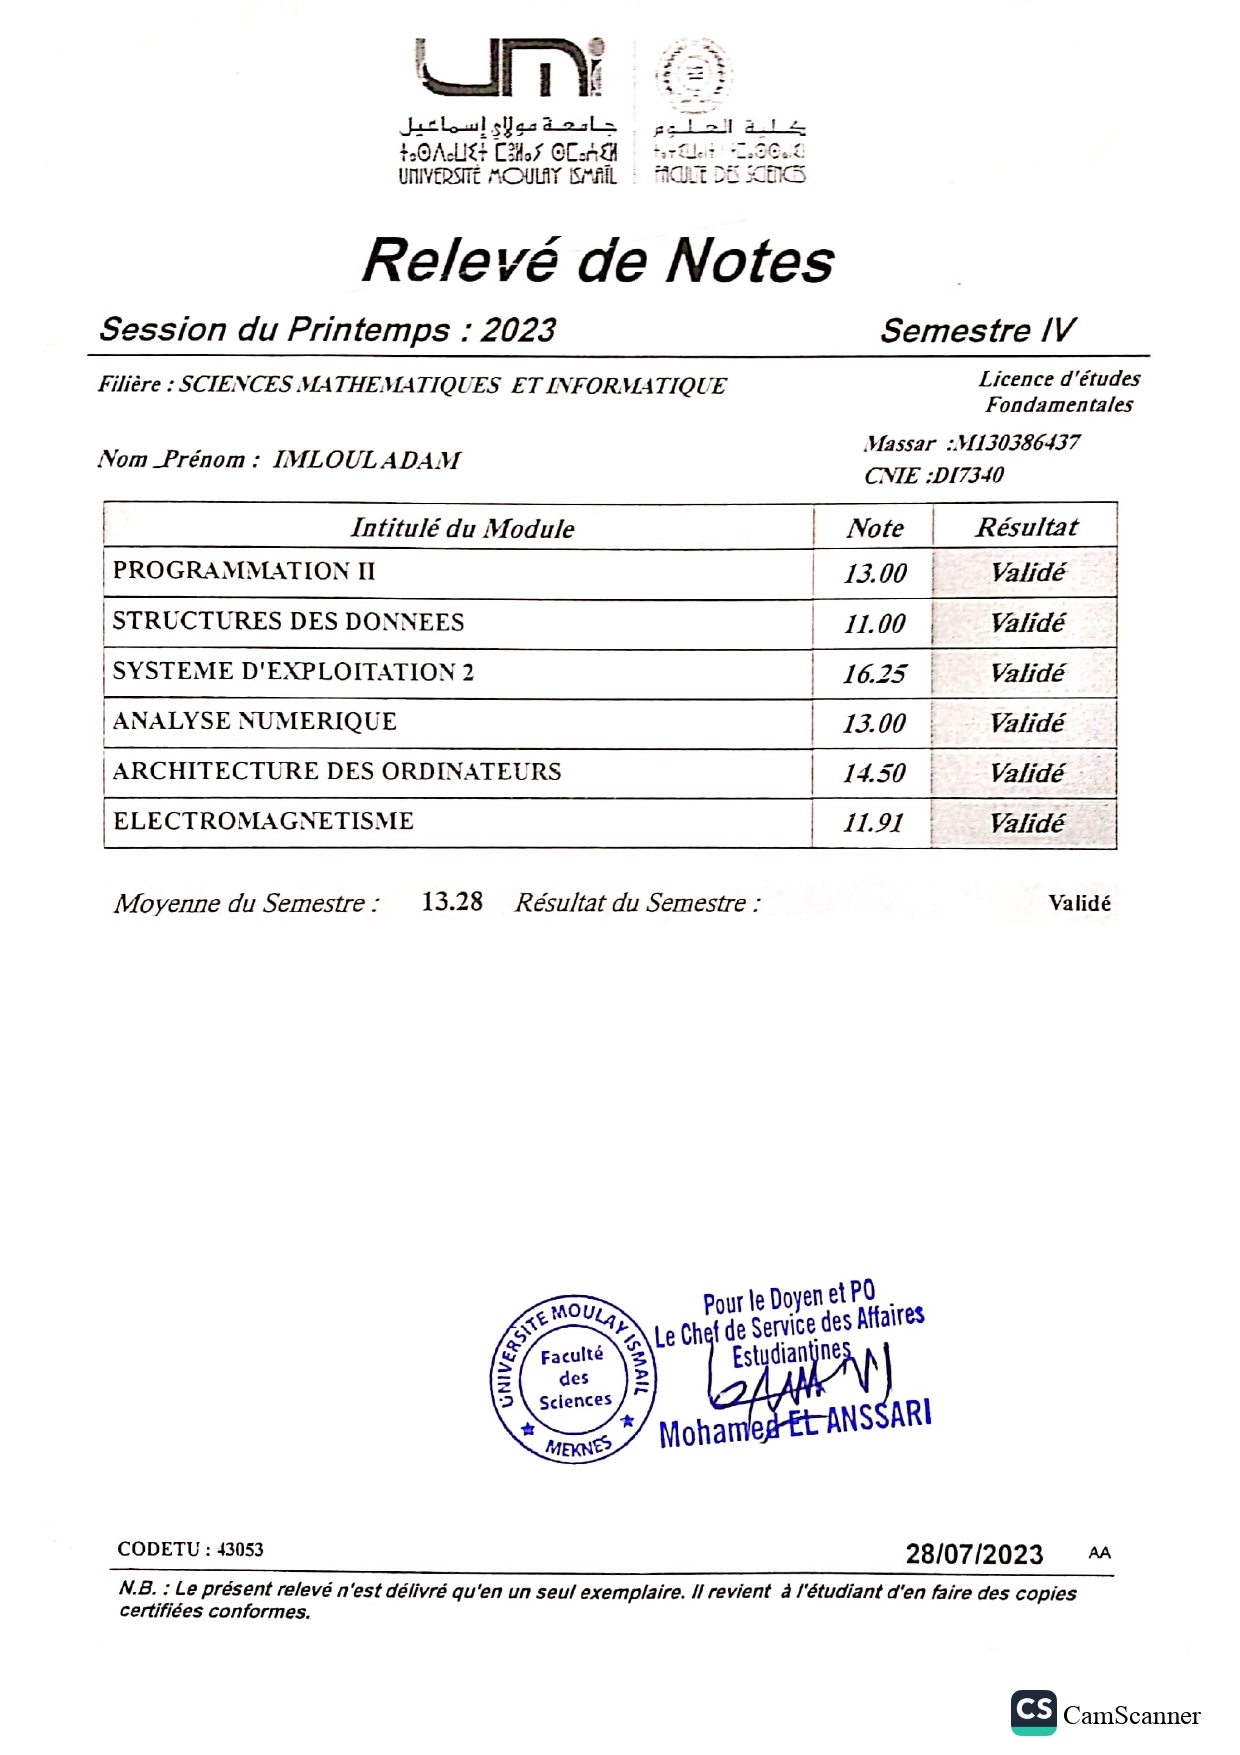 umi
جامعة مولاي إسماعيل
كلية العلوم
UNIVERSITÉ MOULAY ISMAÏL
FACULTÉ DES SCIENCES
Relevé de Notes
Session du Printemps : 2023 Semestre IV
Filière : SCIENCES MATHEMATIQUES ET INFORMATIQUE
Licence d'études
Fondamentales
Massar :M130386437
Nom _Prénom : IMLOUL ADAM
CNIE :DI7340
Intitulé du Module Note Résultat
PROGRAMMATION II 13.00 Validé
STRUCTURES DES DONNEES 11.00 Validé
SYSTEME D'EXPLOITATION 2 16.25 Validé
ANALYSE NUMERIQUE 13.00 Validé
ARCHITECTURE DES ORDINATEURS 14.50 Validé
ELECTROMAGNETISME 11.91 Validé
Moyenne du Semestre : 13.28 Résultat du Semestre : Validé
UNIVERSITE MOULAY ISMAIL
Faculté
des
Sciences
MEKNES
Pour le Doyen et PO
Le Chef de Service des Affaires
Estudiantines
Mohamed EL ANSSARI
CODETU : 43053
28/07/2023 AA
N.B. : Le présent relevé n'est délivré qu'en un seul exemplaire. Il revient à l'étudiant d'en faire des copies
certifiées conformes.
CS CamScanner